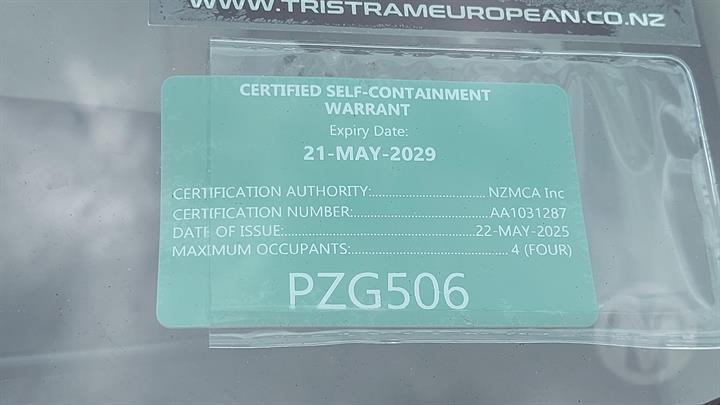 WWW.TRISTRAMEUROPEAN.CO.NZ
CERTIFIED SELF-CONTAINMENT
WARRANT
Expiry Date:
21-MAY-2029
CERTIFICATION AUTHORITY:................................ NZMCA Inc
CERTIFICATION NUMBER:................................ AA1031287
DATE OF ISSUE:................................ 22-MAY-2025
MAXIMUM OCCUPANTS:................................ 4 (FOUR)
PZG506
M